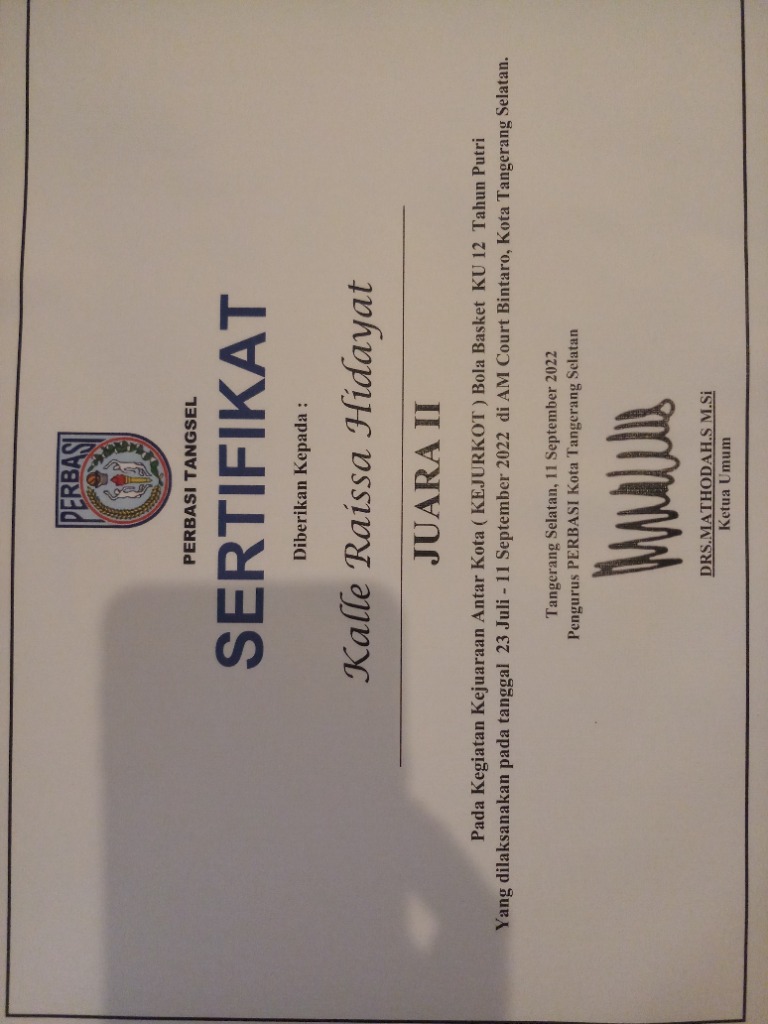 PERBASI
PERBASI TANGSEL
SERTIFIKAT
Diberikan Kepada :
Kalle Raissa Hidayat
JUARA II
Pada Kegiatan Kejuaraan Antar Kota ( KEJURKOT ) Bola Basket KU 12 Tahun Putri
Yang dilaksanakan pada tanggal 23 Juli - 11 September 2022 di AM Court Bintaro, Kota Tangerang Selatan.
Tangerang Selatan, 11 September 2022
Pengurus PERBASI Kota Tangerang Selatan
DRS.MATHODAH.S M.Si
Ketua Umum